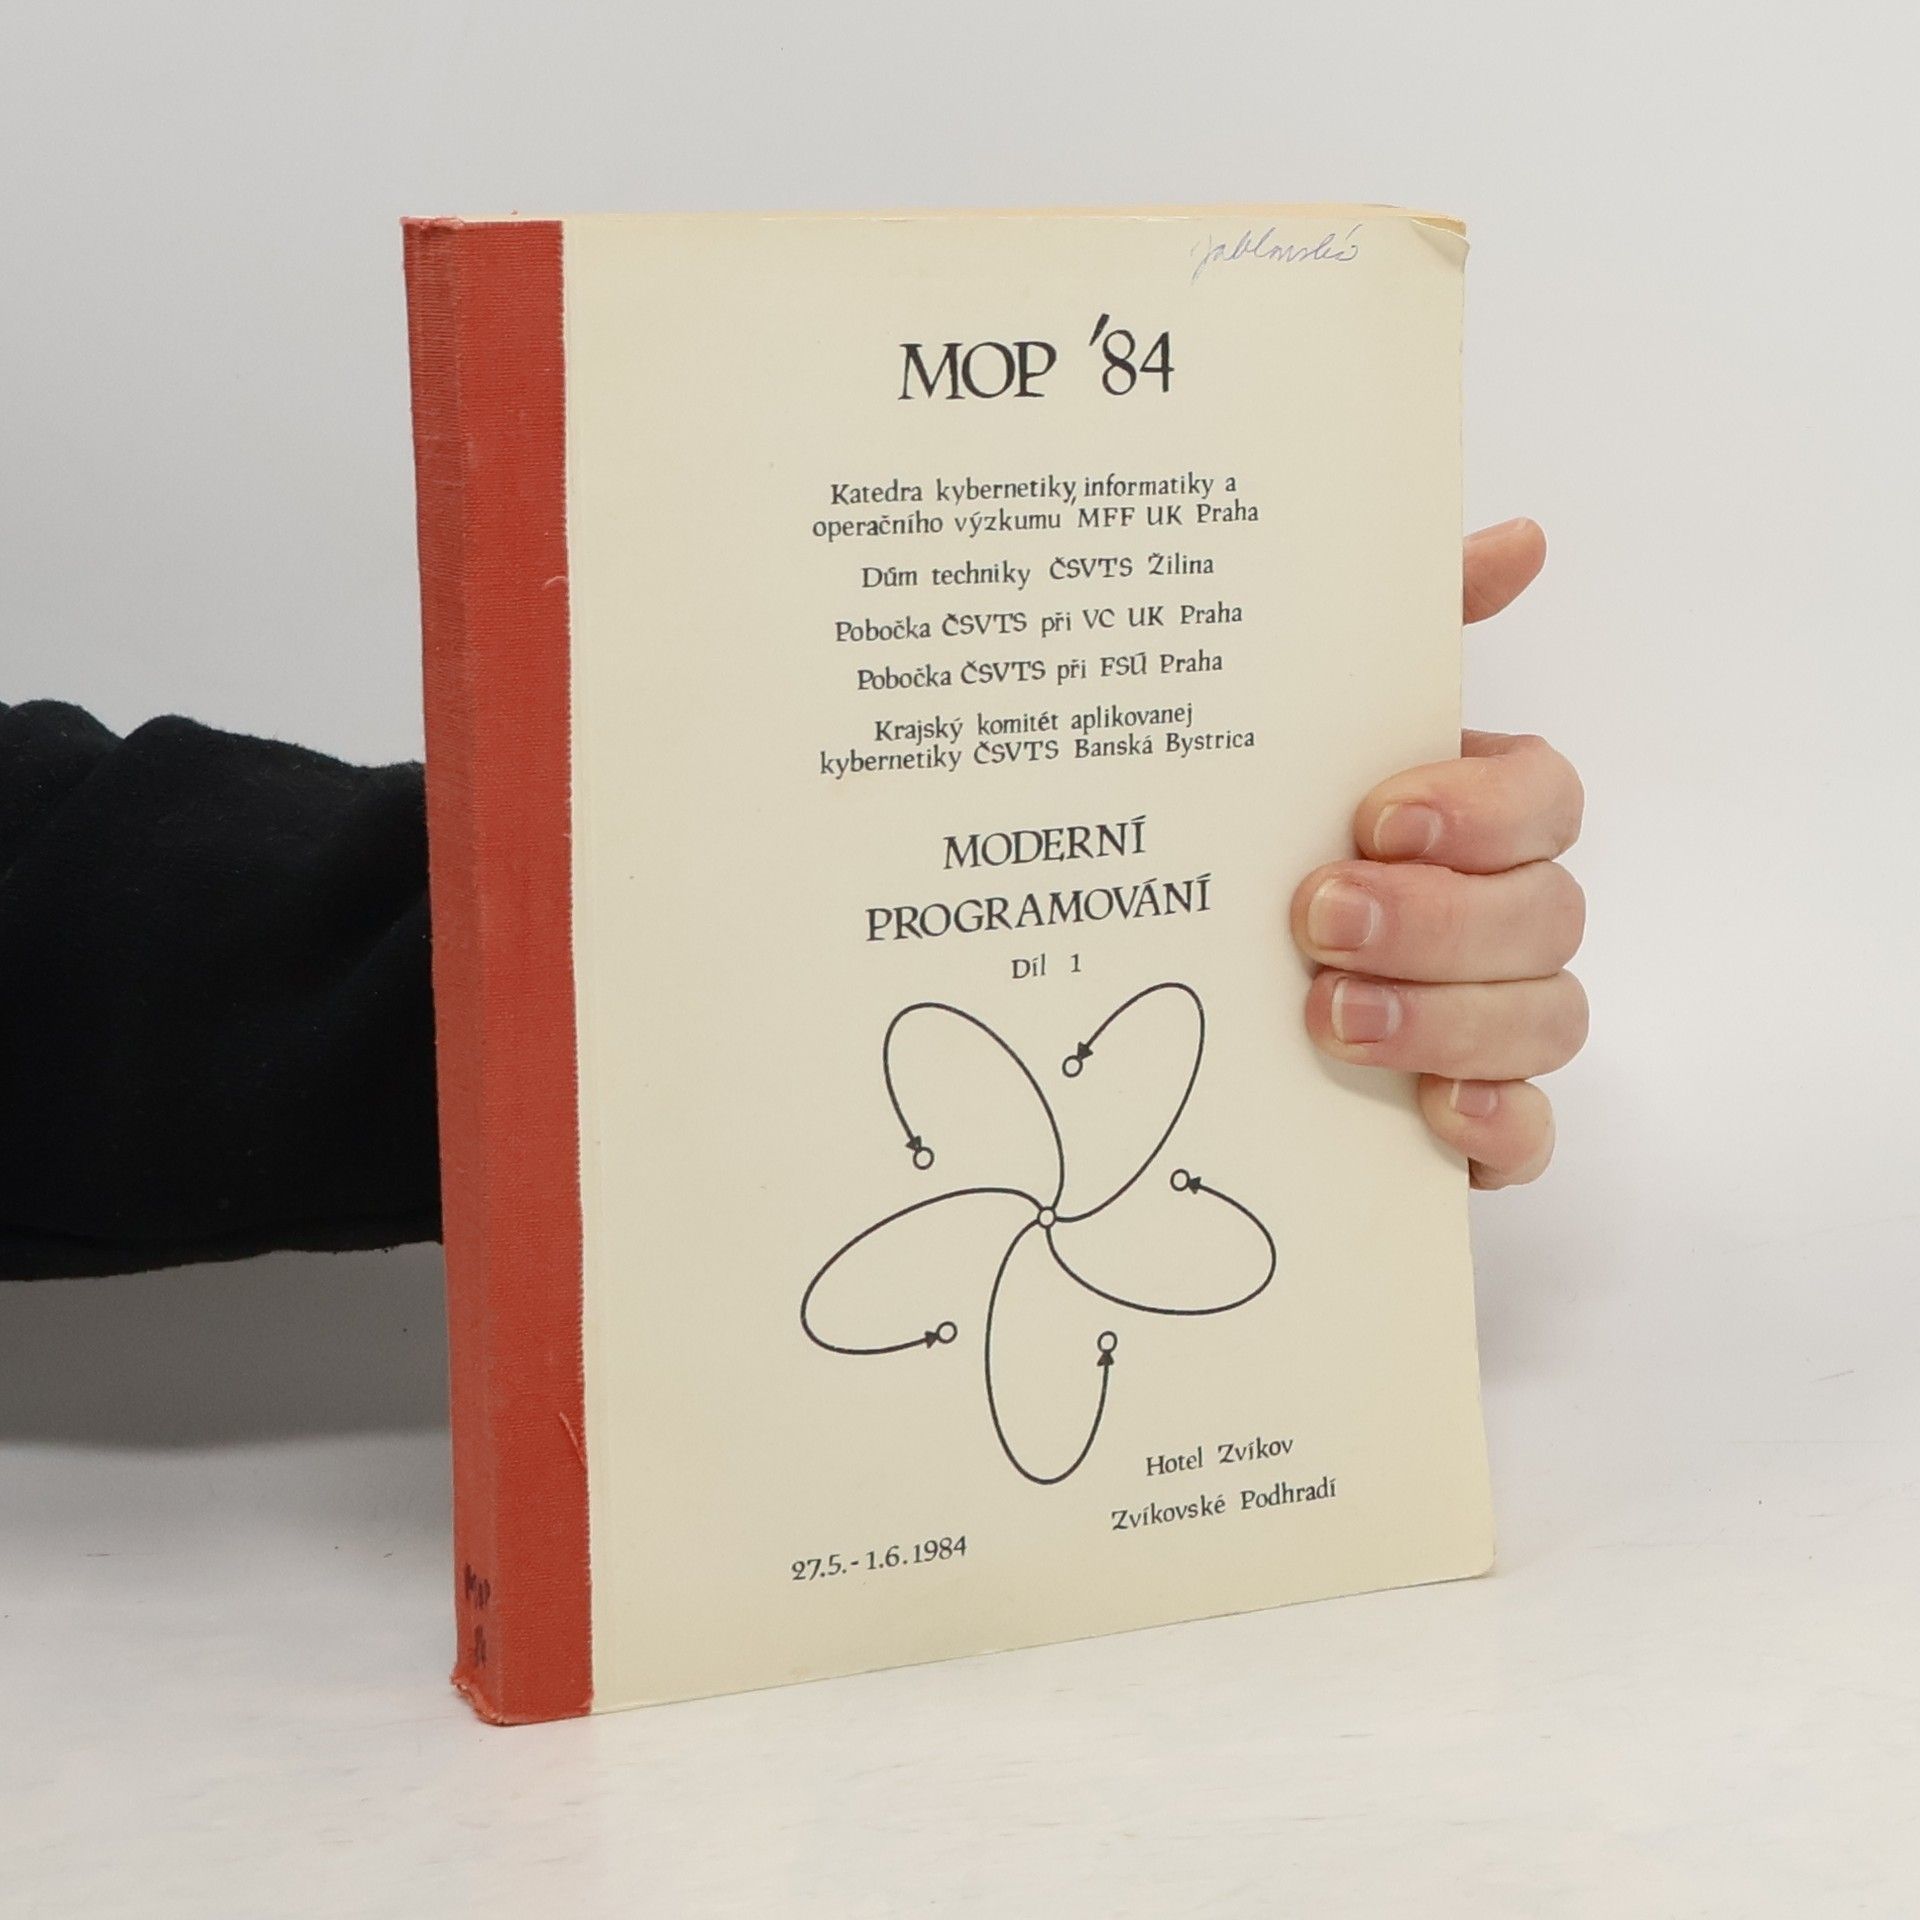 MOP '84
Katedra kybernetiky, informatiky a
operačního výzkumu MFF UK Praha
Dům techniky ČSVTS Žilina
Pobočka ČSVTS při VC UK Praha
Pobočka ČSVTS při FSÚ Praha
Krajský komitét aplikovanej
kybernetiky ČSVTS Banská Bystrica
MODERNÍ
PROGRAMOVÁNÍ
Díl 1
Hotel Zvíkov
Zvíkovské Podhradí
27.5.-1.6.1984
MOP